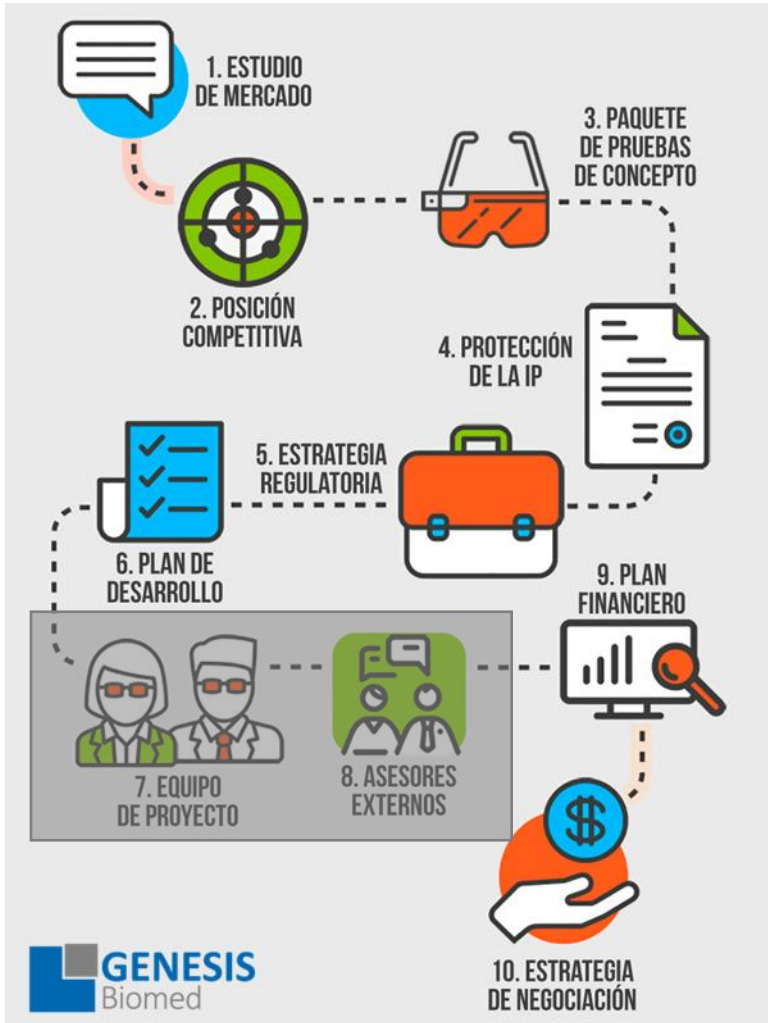 1. ESTUDIO
DE MERCADO
2. POSICIÓN
COMPETITIVA
3. PAQUETE
DE PRUEBAS
DE CONCEPTO
4. PROTECCIÓN
DE LA IP
5. ESTRATEGIA
REGULATORIA
6. PLAN DE
DESARROLLO
7. EQUIPO
DE PROYECTO
8. ASESORES
EXTERNOS
9. PLAN
FINANCIERO
$
10. ESTRATEGIA
DE NEGOCIACIÓN
GENESIS
Biomed